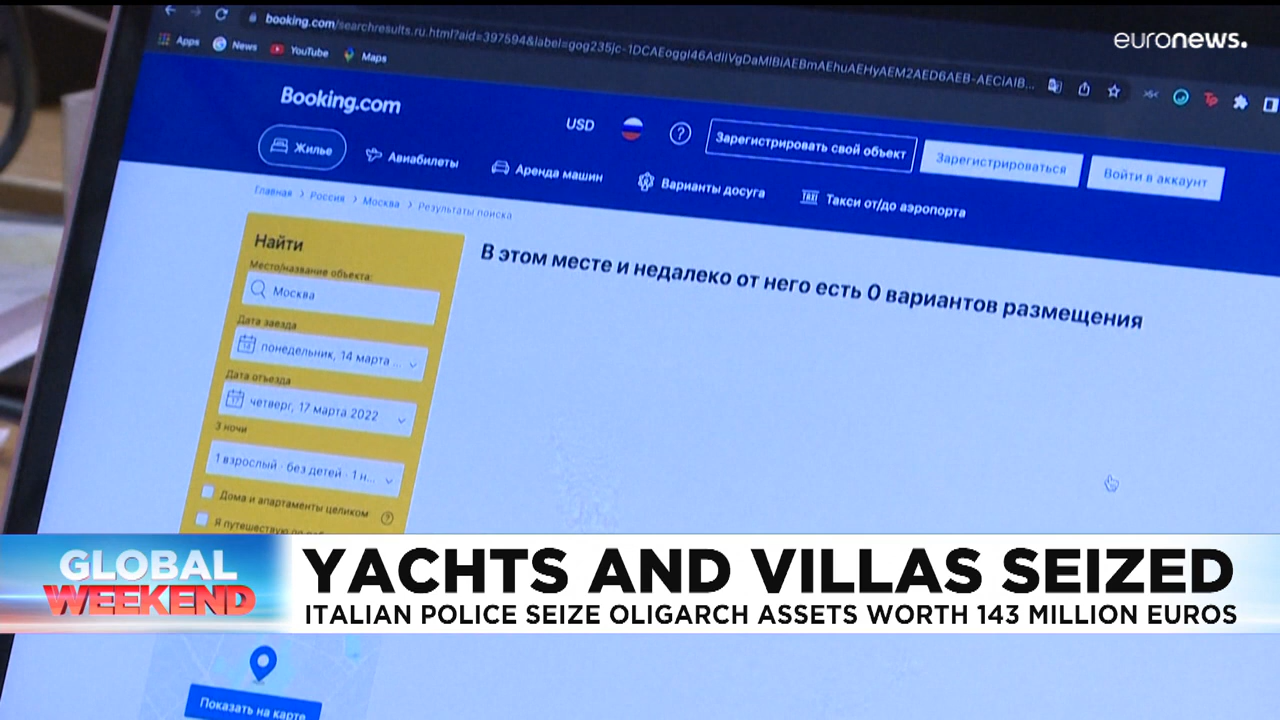 euronews.
booking.com/searchresults.ru.html?aid=397594&label=gog235jc-1DCAEoggI46AdIIVgDaMIBiAEBmAEhuAEHyAEM2AED6AEB-AECiAIB...
Apps News YouTube Maps
Booking.com
USD
Зарегистрировать свой объект
Зарегистрироваться
Войти в аккаунт
Жилье
Авиабилеты
Аренда машин
Варианты досуга
TAXI
Такси от/до аэропорта
Главная > Россия > Москва > Результаты поиска
Найти
Место/название объекта:
Москва
Дата заезда
понедельник, 14 марта ...
Дата отъезда
четверг, 17 марта 2022
3 ночи
1 взрослый · без детей · 1 н...
Дома и апартаменты целиком
Я путешествую по
В этом месте и недалеко от него есть 0 вариантов размещения
GLOBAL
WEEKEND
YACHTS AND VILLAS SEIZED
ITALIAN POLICE SEIZE OLIGARCH ASSETS WORTH 143 MILLION EUROS
Показать на карте